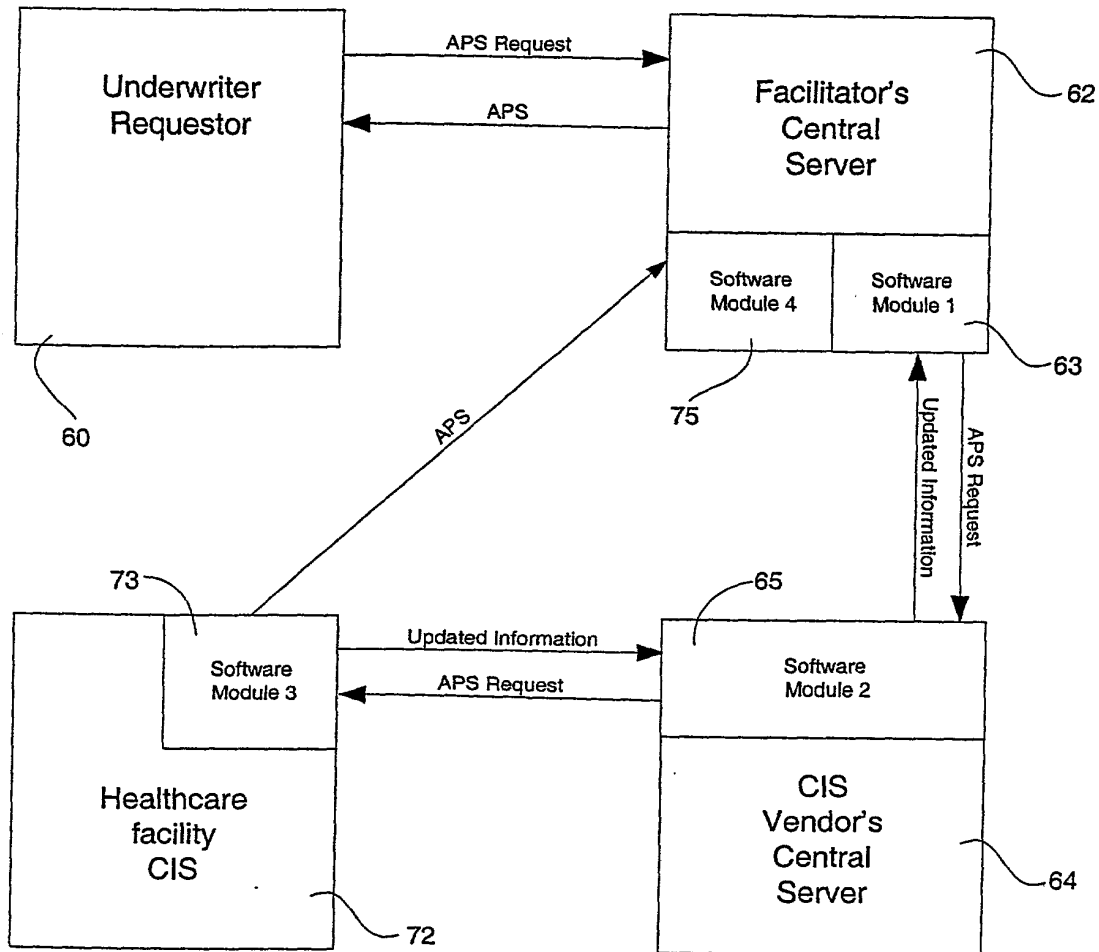 Underwriter
Requestor
60
APS Request
APS
Facilitator's
Central
Server
62
Software
Module 4
75
Software
Module 1
63
APS
Updated Information
APS Request
73
Software
Module 3
Healthcare
facility
CIS
72
Updated Information
APS Request
65
Software
Module 2
CIS
Vendor's
Central
Server
64